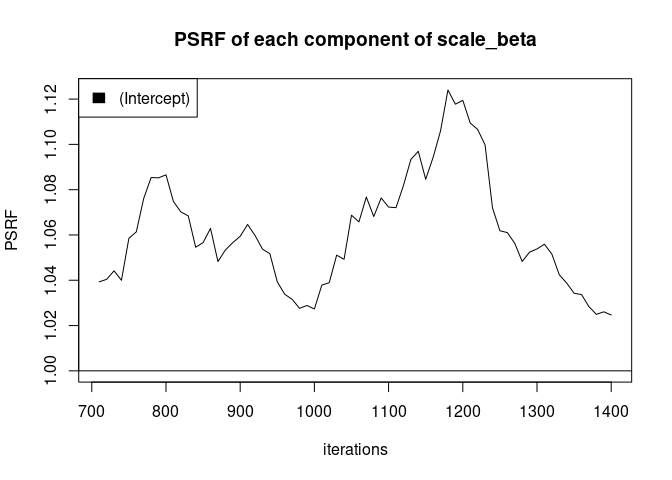 PSRF of each component of scale_beta
(Intercept)
PSRF
1.12
1.10
1.08
1.06
1.04
1.02
1.00
700 800 900 1000 1100 1200 1300 1400
iterations